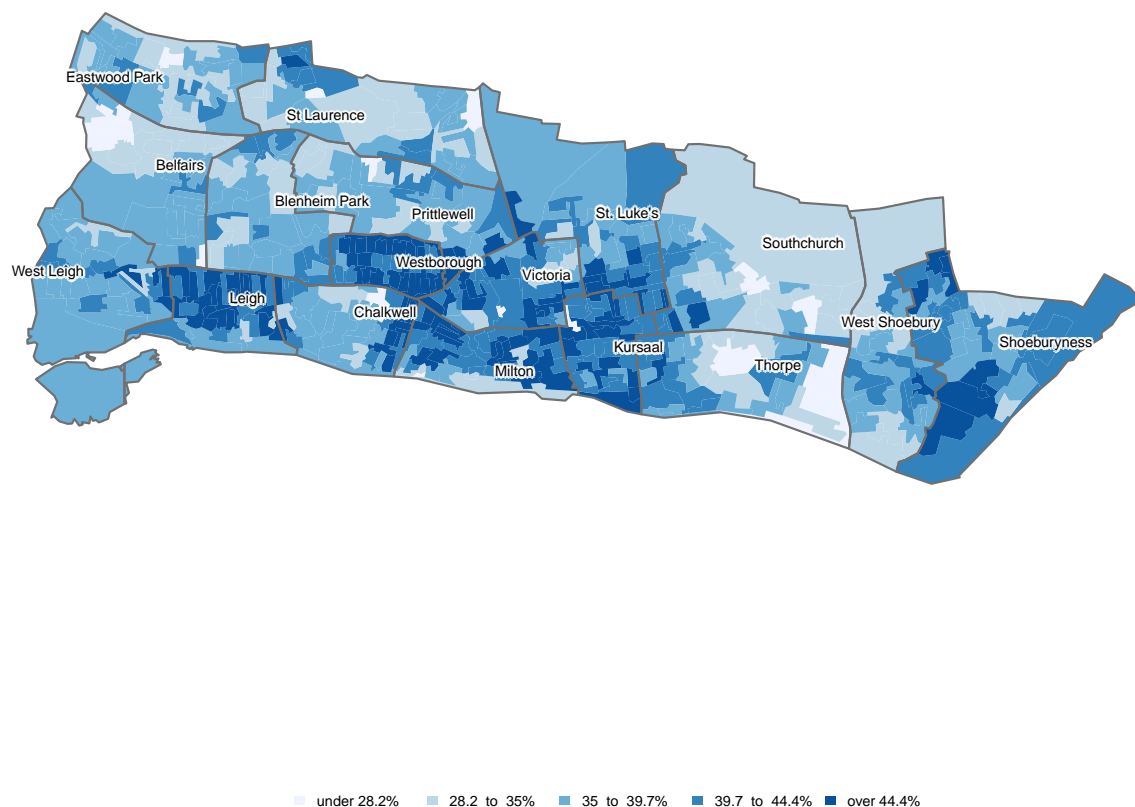 Eastwood Park
St Laurence
Belfairs
Blenheim Park
Prittlewell
St. Luke's
Southchurch
West Leigh
Westborough
Victoria
Leigh
Chalkwell
West Shoebury
Shoeburyness
Kursaal
Milton
Thorpe
under 28.2% 28.2 to 35% 35 to 39.7% 39.7 to 44.4% over 44.4%